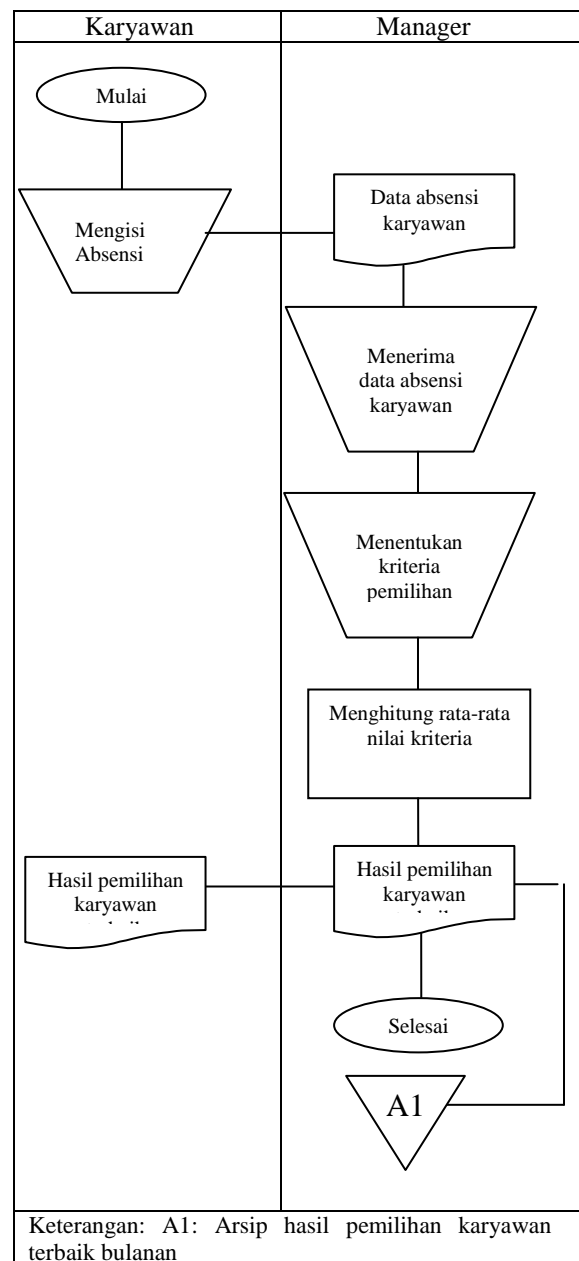 Karyawan
Manager
Mulai
Mengisi
Absensi
Data absensi
karyawan
Menerima
data absensi
karyawan
Menentukan
kriteria
pemilihan
Menghitung rata-rata
nilai kriteria
Hasil pemilihan
karyawan
Hasil pemilihan
karyawan
Selesai
A1
Keterangan: A1: Arsip hasil pemilihan karyawan
terbaik bulanan